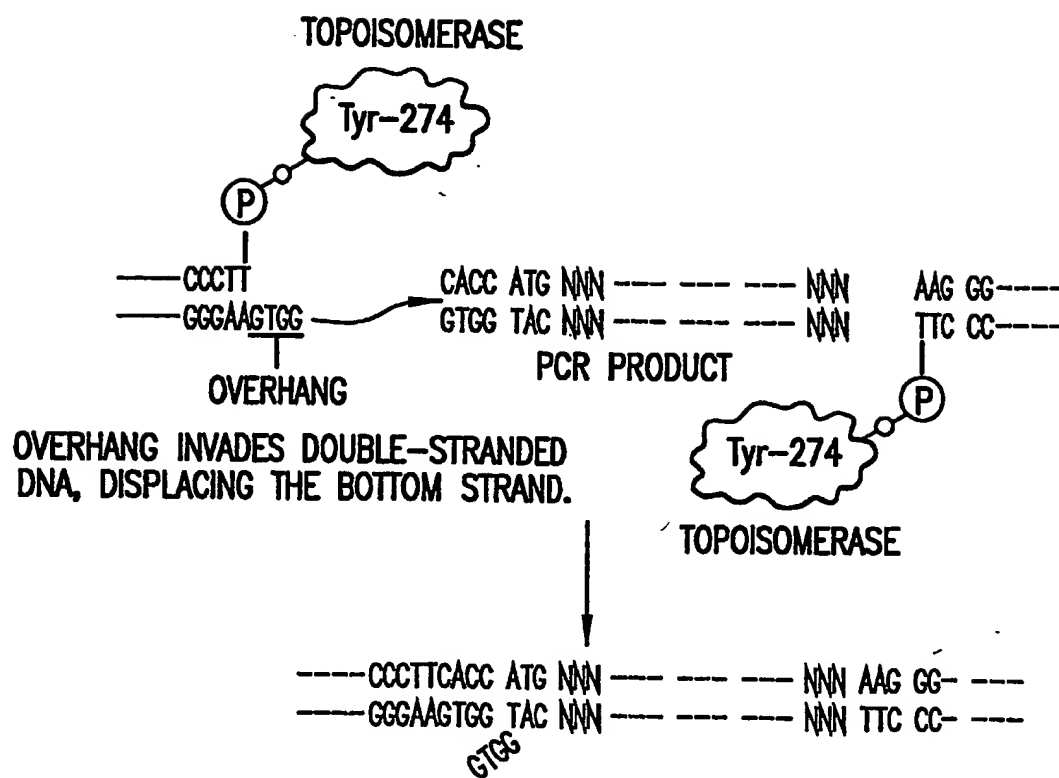 TOPOISOMERASE
Tyr-274
P
CCCTT
GGGAAGTGG
OVERHANG
CACC ATG NNN NNN AAG GG
GTGG TAC NNN NNN TTC CC
PCR PRODUCT
P
Tyr-274
TOPOISOMERASE
OVERHANG INVADES DOUBLE-STRANDED
DNA, DISPLACING THE BOTTOM STRAND.
CCCTTCACC ATG NNN NNN AAG GG
GGGAAGTGG TAC NNN NNN TTC CC
GTGG